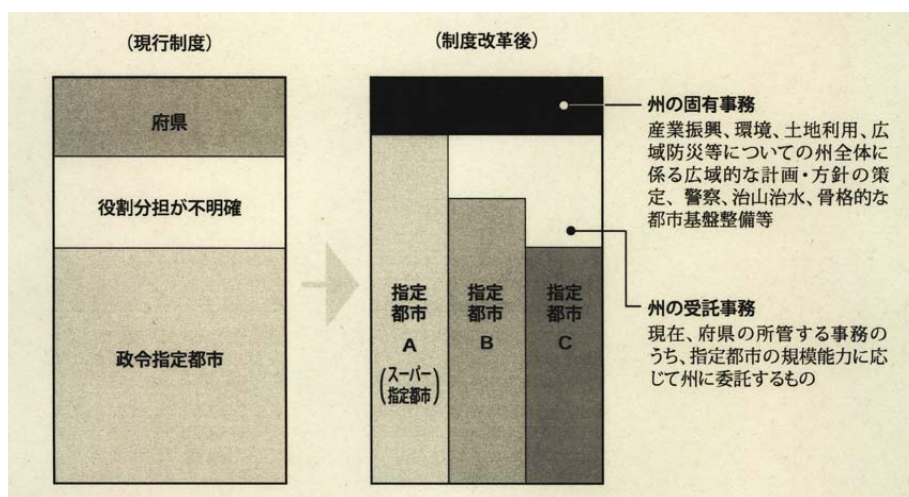 (現行制度)
府県
役割分担が不明確
政令指定都市
(制度改革後)
指定
都市
A
(スーパー
指定都市)
指定
都市
B
指定
都市
C
州の固有事務
産業振興、環境、土地利用、広
域防災等についての州全体に
係る広域的な計画・方針の策
定、警察、治山治水、骨格的な
都市基盤整備等
州の受託事務
現在、府県の所管する事務の
うち、指定都市の規模能力に応
じて州に委託するもの